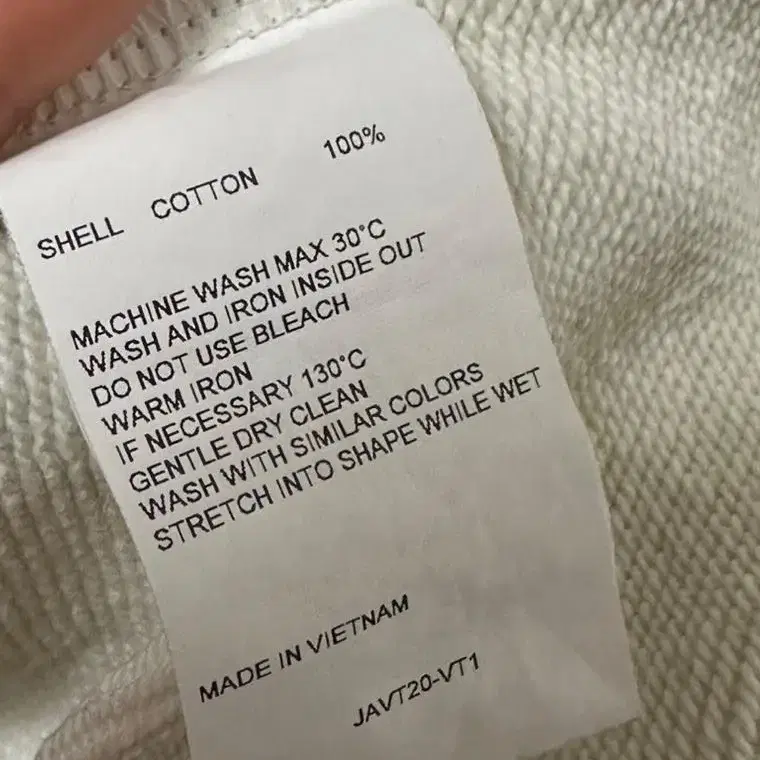 SHELL COTTON 100%
MACHINE WASH MAX 30°C
WASH AND IRON INSIDE OUT
DO NOT USE BLEACH
WARM IRON
IF NECESSARY 130°C
GENTLE DRY CLEAN
WASH WITH SIMILAR COLORS
STRETCH INTO SHAPE WHILE WET
MADE IN VIETNAM
JAVT20-VT1